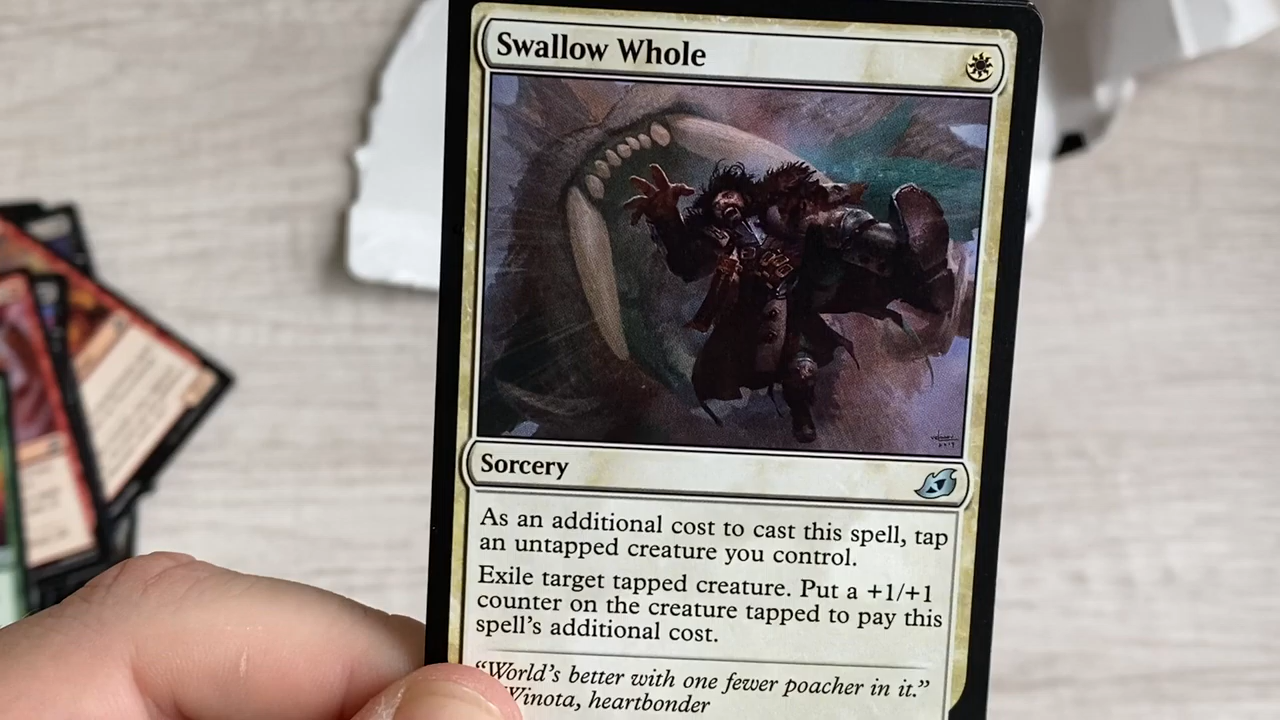 Swallow Whole
Sorcery
As an additional cost to cast this spell, tap
an untapped creature you control.
Exile target tapped creature. Put a +1/+1
counter on the creature tapped to pay this
spell's additional cost.
“World's better with one fewer poacher in it.”
Winota, heartbonder